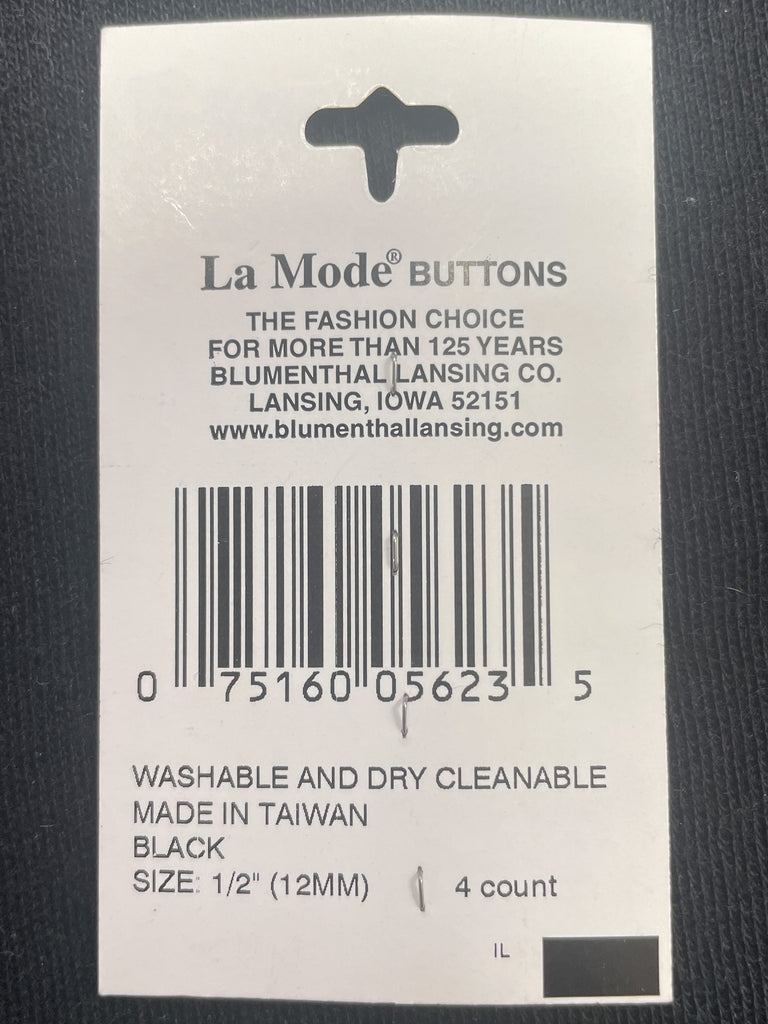 La Mode® BUTTONS
THE FASHION CHOICE
FOR MORE THAN 125 YEARS
BLUMENTHAL LANSING CO.
LANSING, IOWA 52151
www.blumenthallansing.com
0 75160 05623 5
WASHABLE AND DRY CLEANABLE
MADE IN TAIWAN
BLACK
SIZE: 1/2" (12MM) 4 count
IL